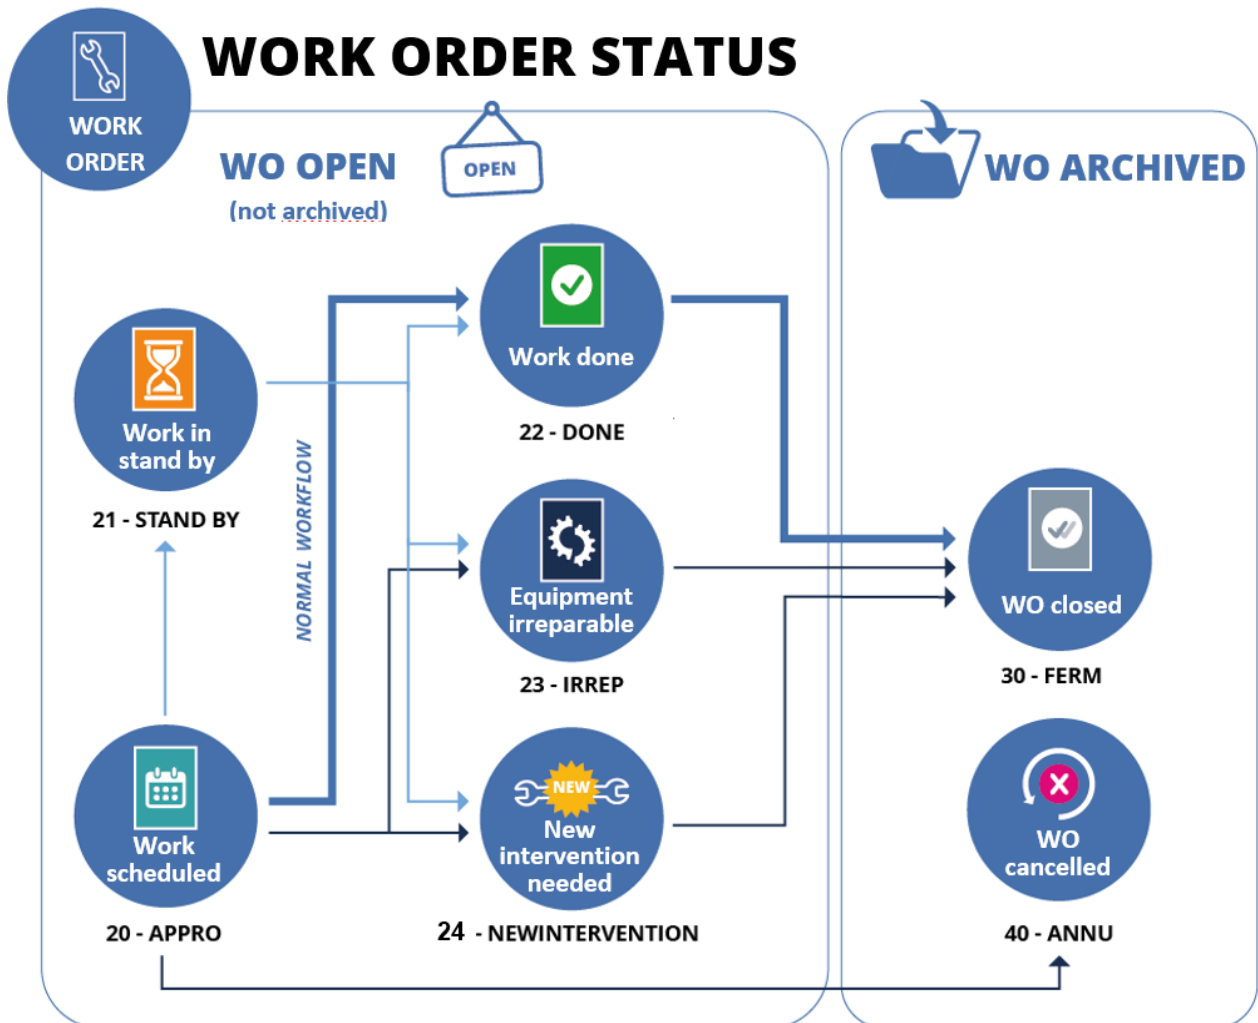 WORK ORDER STATUS
WORK
ORDER
WO OPEN
(not archived)
OPEN
WO ARCHIVED
Work done
22 - DONE
Work in
stand by
21 - STAND BY
NORMAL WORKFLOW
Equipment
irreparable
23 - IRREP
WO closed
30 - FERM
Work
scheduled
20 - APPRO
NEW
New
intervention
needed
24 - NEWINTERVENTION
X
WO
cancelled
40 - ANNU